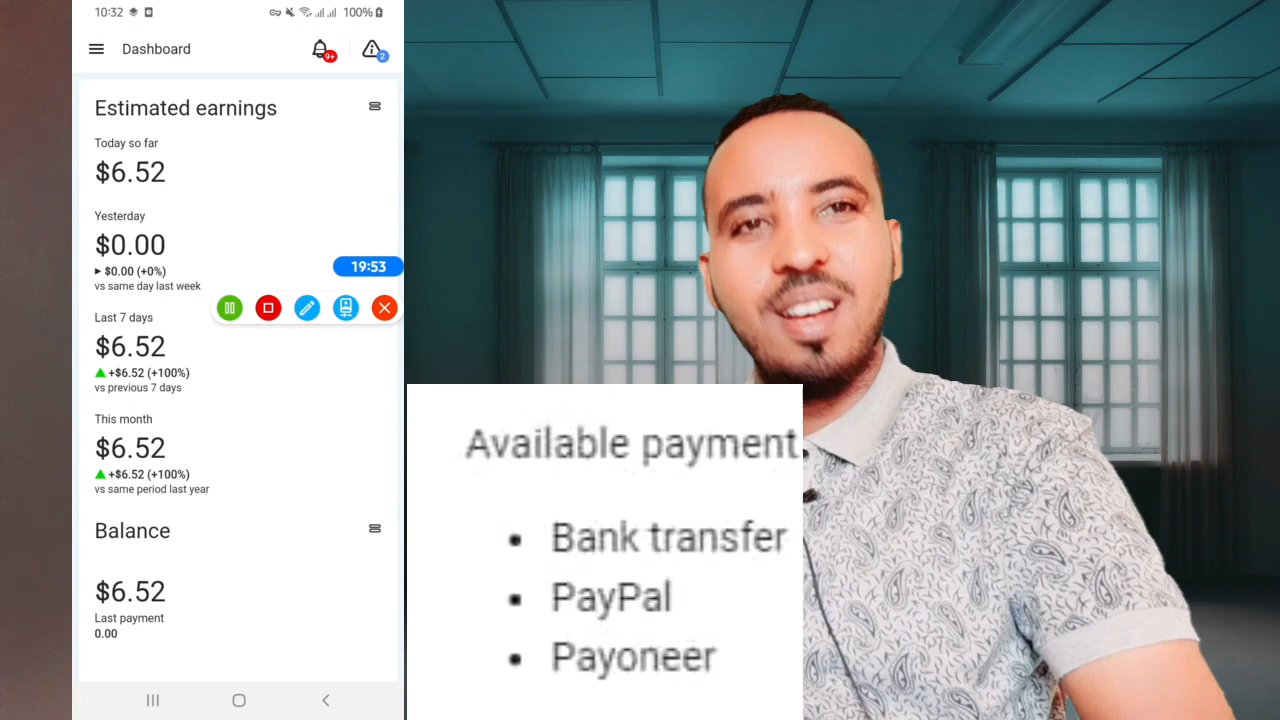 10:32
100%
Dashboard
9+
2
Estimated earnings
Today so far
$6.52
Yesterday
$0.00
$0.00 (+0%)
vs same day last week
19:53
Last 7 days
$6.52
+$6.52 (+100%)
vs previous 7 days
This month
$6.52
+$6.52 (+100%)
vs same period last year
Balance
$6.52
Last payment
0.00
Available payment
• Bank transfer
• PayPal
• Payoneer